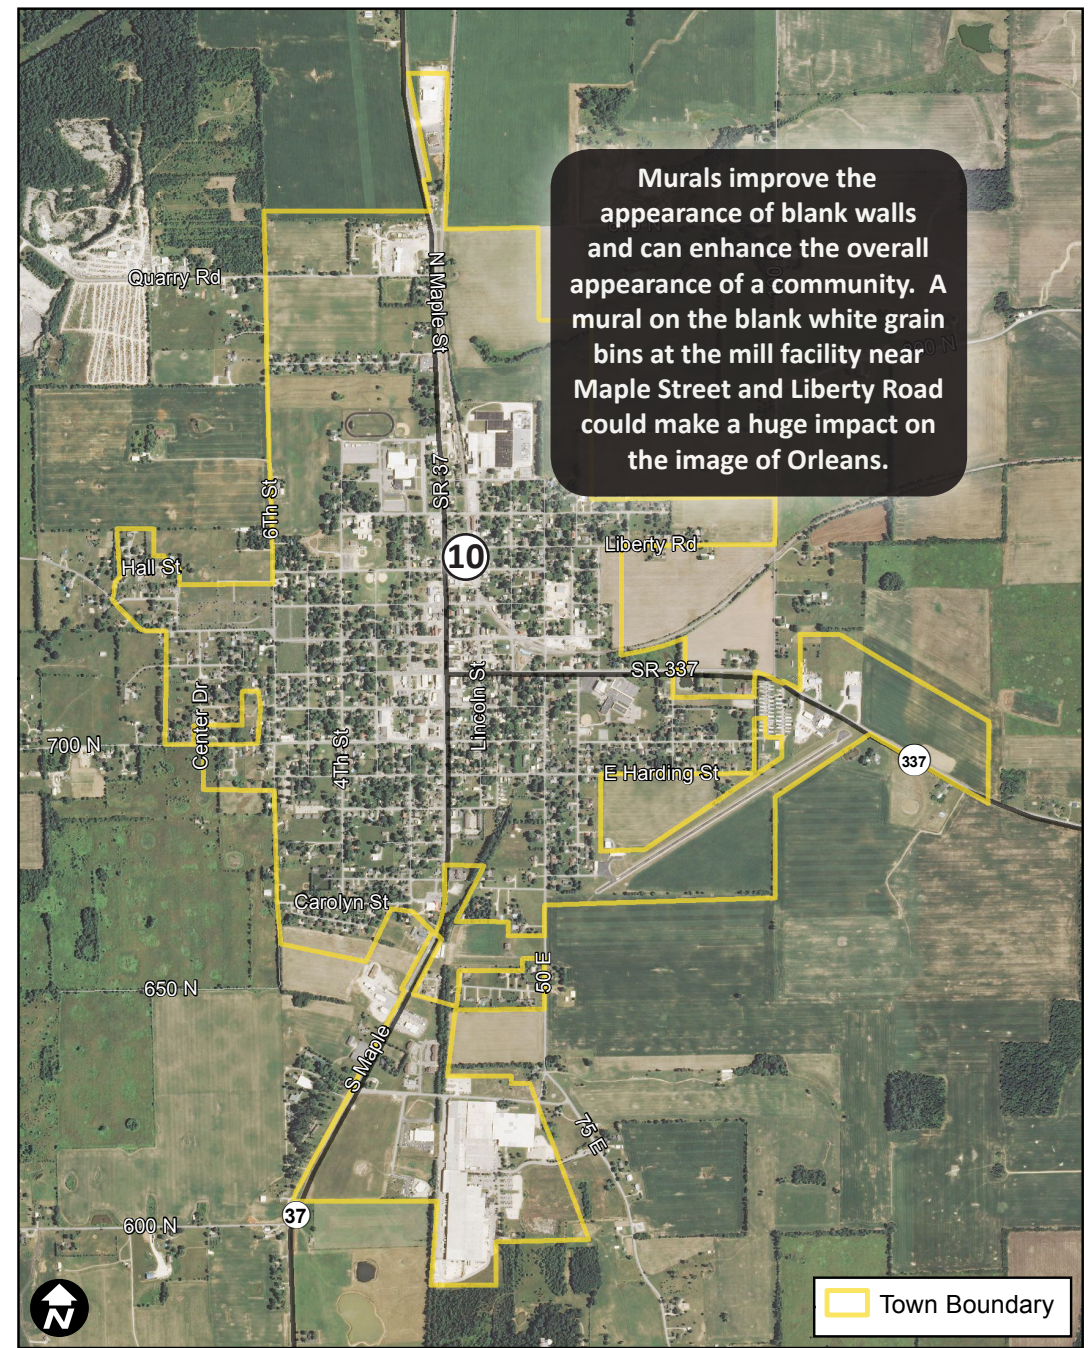 Murals improve the
appearance of blank walls
and can enhance the overall
appearance of a community.  A
mural on the blank white grain
bins at the mill facility near
Maple Street and Liberty Road
could make a huge impact on
the image of Orleans.
Quarry Rd
N Maple St
SR 37
6Th St
10
Liberty Rd
Hall St
SR 337
Center Dr
Lincoln St
700 N
4Th St
E Harding St
337
Carolyn St
50 E
650 N
S Maple
75 E
37
600 N
N
Town Boundary